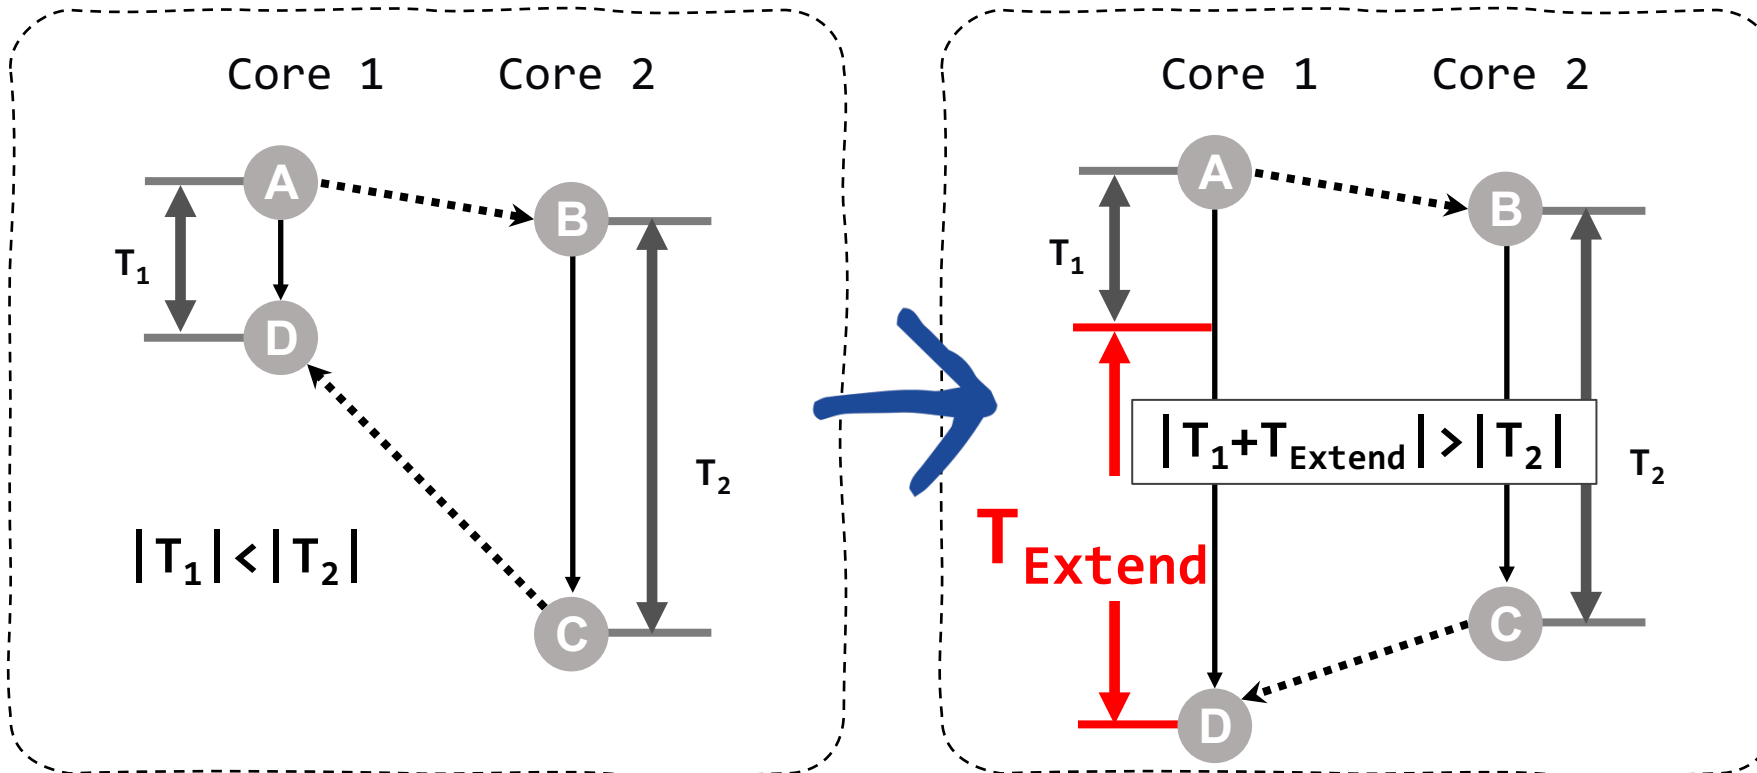 Core 1 Core 2
A
B
T1
D
T2
|T1|<|T2|
C
Core 1 Core 2
A
B
T1
|T1+TExtend|>|T2|
T2
TExtend
C
D